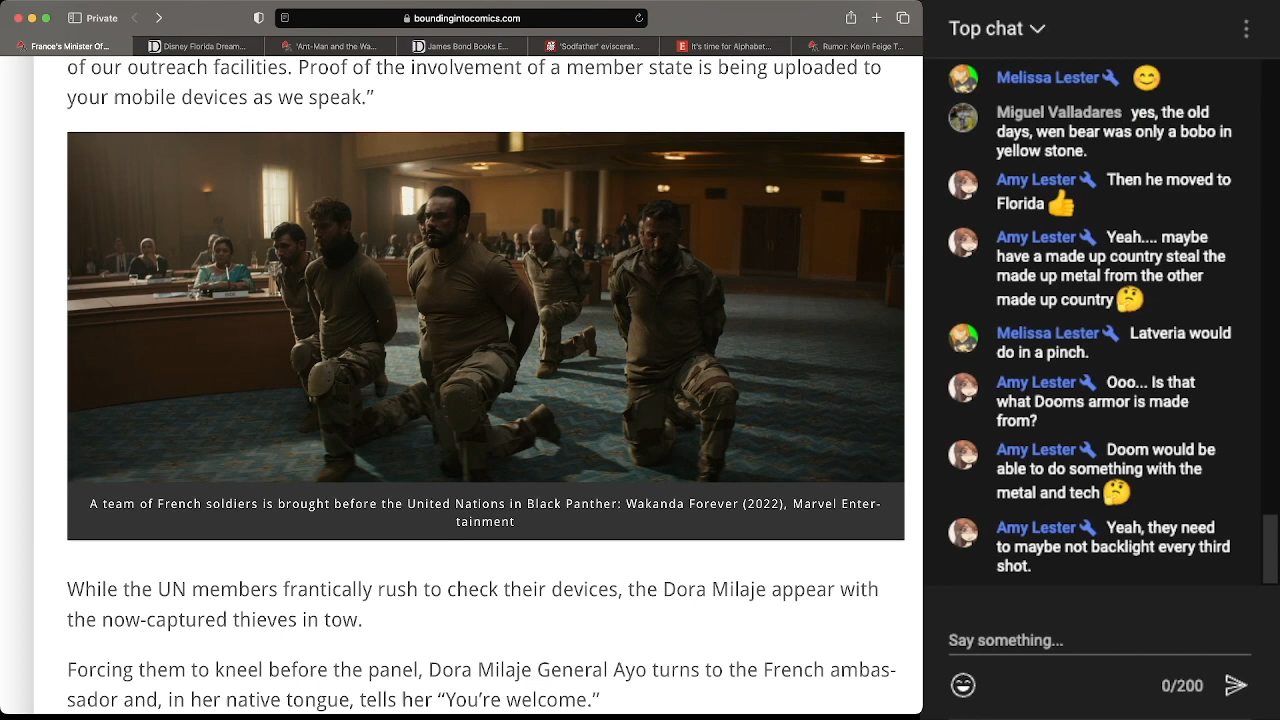 Private
boundingintocomics.com
France's Minister Of...
Disney Florida Dream...
'Ant-Man and the Wa...
James Bond Books E...
'Sodfather' eviscerat...
It's time for Alphabet...
Rumor: Kevin Feige T...
of our outreach facilities. Proof of the involvement of a member state is being uploaded to
your mobile devices as we speak.”
A team of French soldiers is brought before the United Nations in Black Panther: Wakanda Forever (2022), Marvel Enter-
tainment
While the UN members frantically rush to check their devices, the Dora Milaje appear with
the now-captured thieves in tow.
Forcing them to kneel before the panel, Dora Milaje General Ayo turns to the French ambas-
sador and, in her native tongue, tells her “You’re welcome.”
Top chat
Melissa Lester 😊
Miguel Valladares yes, the old
days, wen bear was only a bobo in
yellow stone.
Amy Lester Then he moved to
Florida 👍
Amy Lester Yeah.... maybe
have a made up country steal the
made up metal from the other
made up country 🤔
Melissa Lester Latveria would
do in a pinch.
Amy Lester Ooo... Is that
what Dooms armor is made
from?
Amy Lester Doom would be
able to do something with the
metal and tech 🤔
Amy Lester Yeah, they need
to maybe not backlight every third
shot.
Say something...
0/200